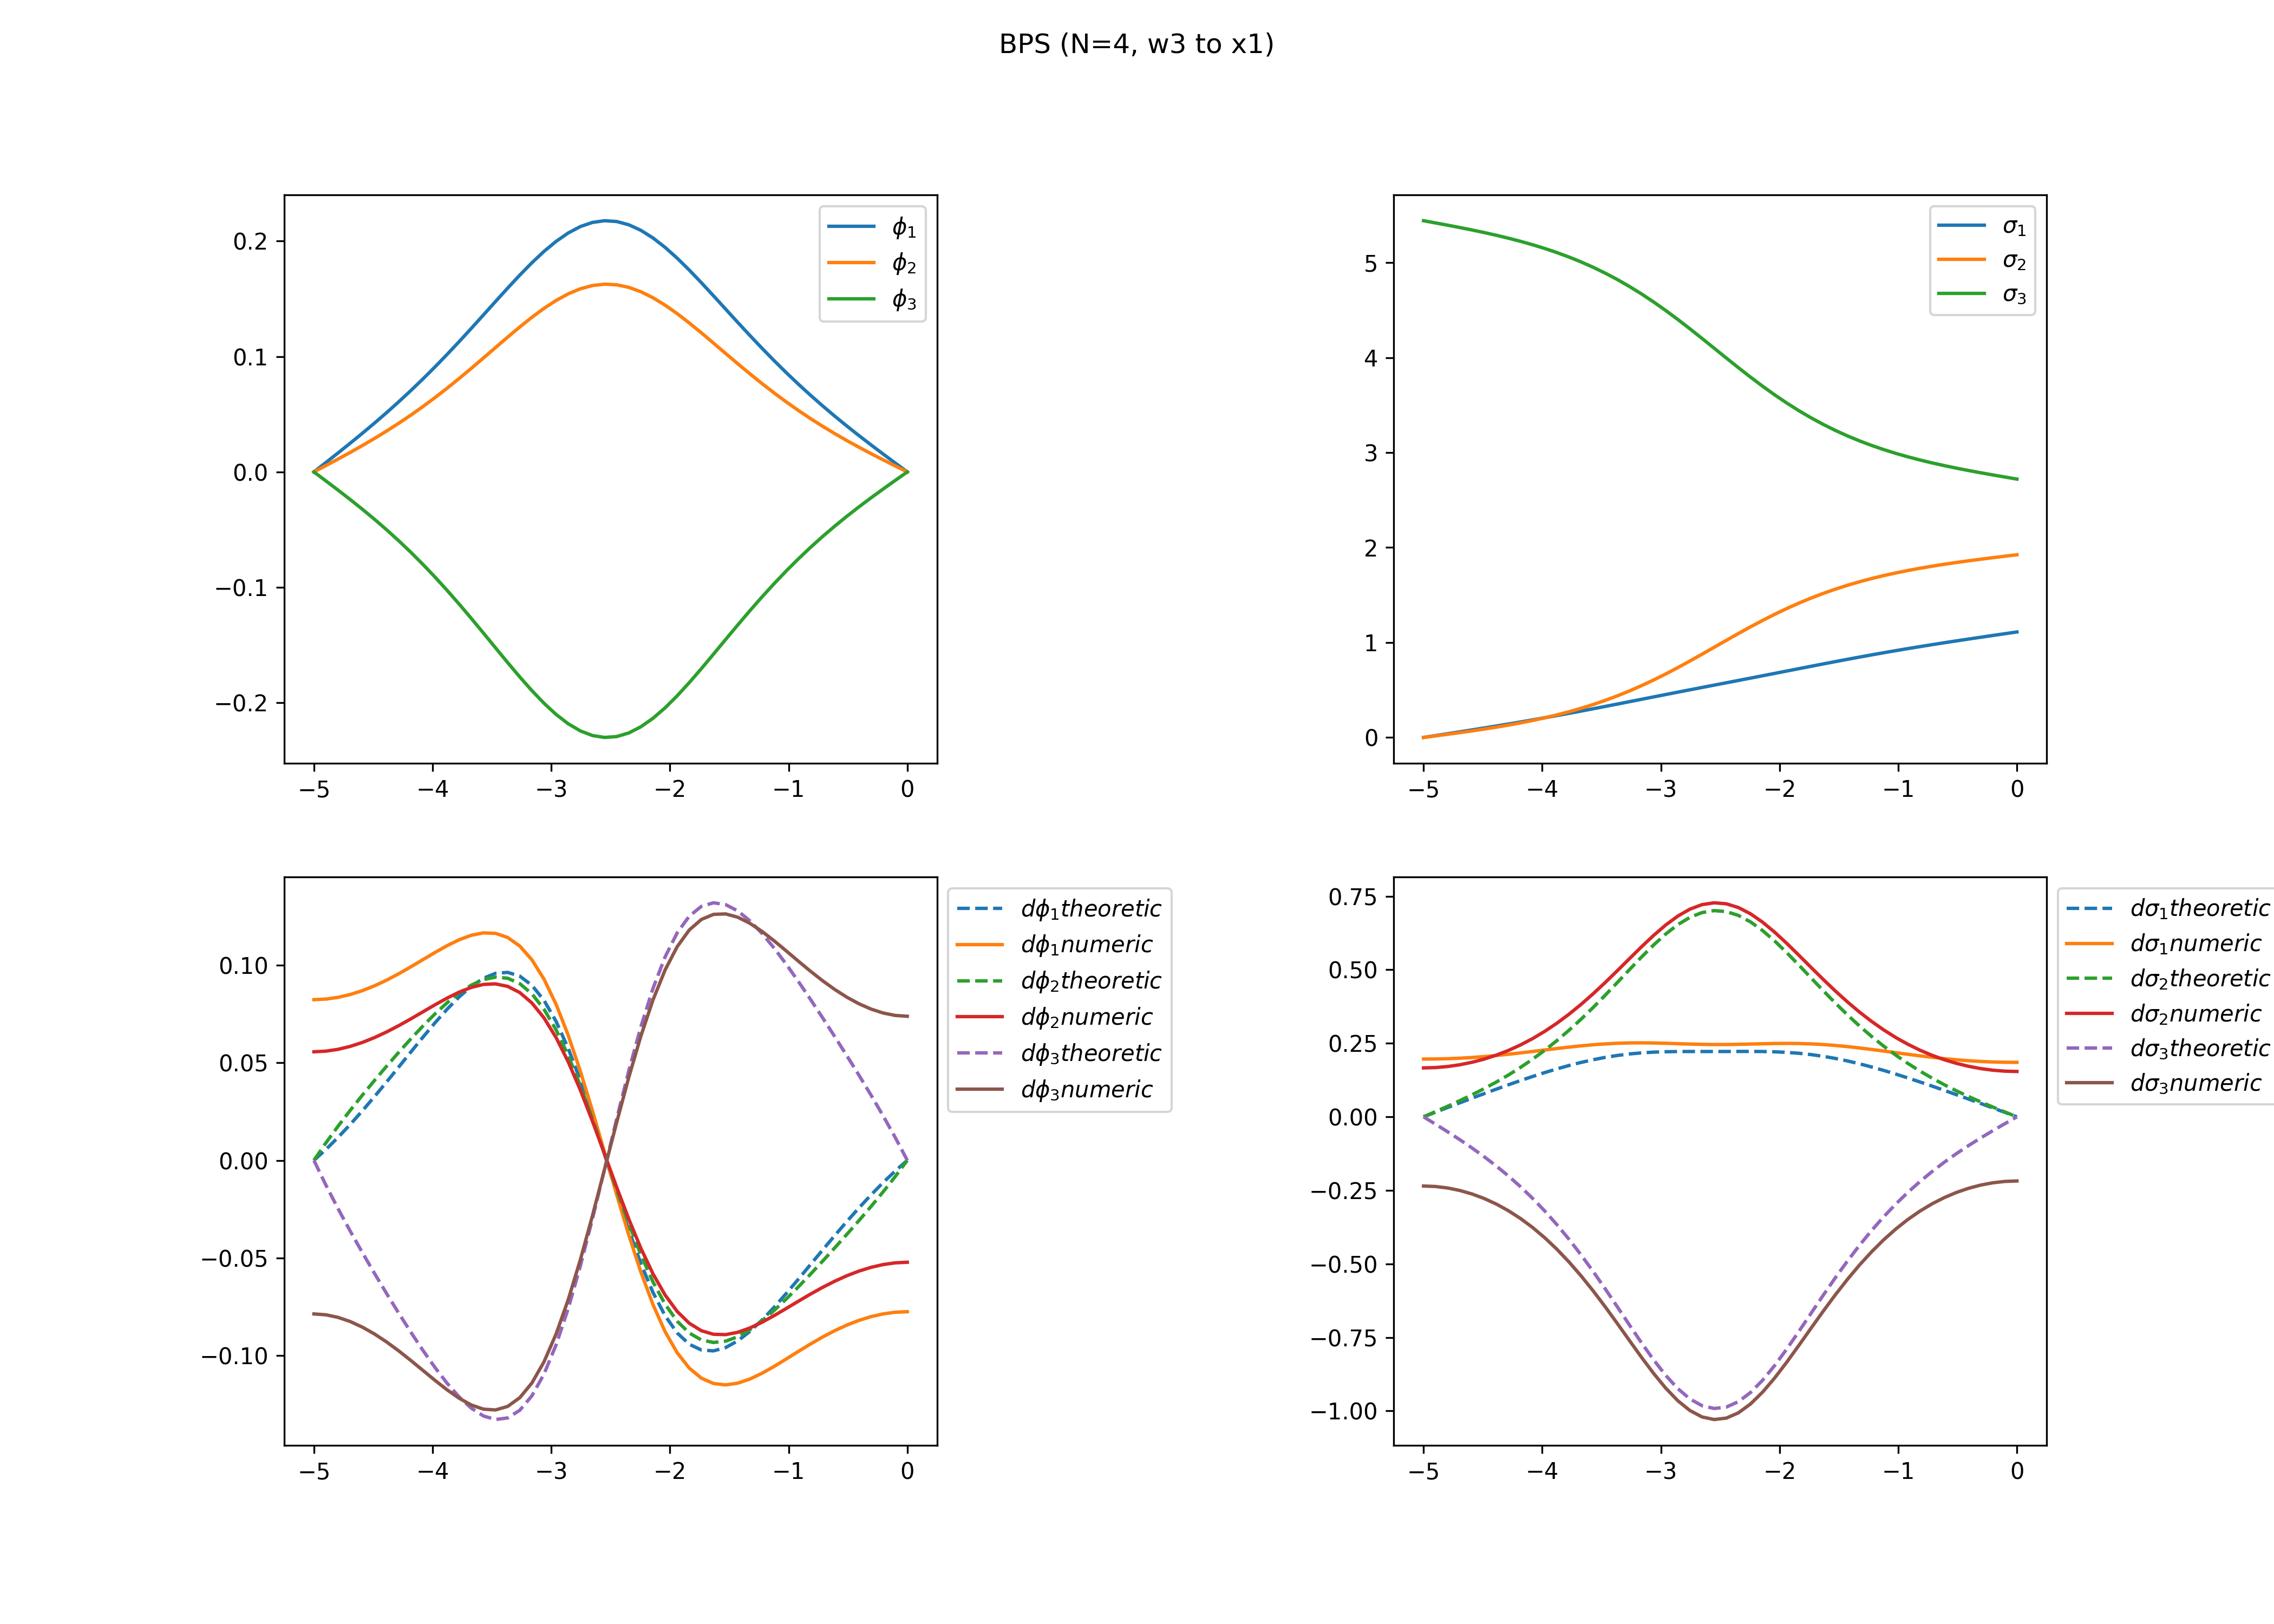 BPS (N=4, w3 to x1)
0.2
0.1
0.0
−0.1
−0.2
−5 −4 −3 −2 −1 0
ϕ₁
ϕ₂
ϕ₃
5
4
3
2
1
0
−5 −4 −3 −2 −1 0
σ₁
σ₂
σ₃
0.10
0.05
0.00
−0.05
−0.10
−5 −4 −3 −2 −1 0
dϕ₁theoretic
dϕ₁numeric
dϕ₂theoretic
dϕ₂numeric
dϕ₃theoretic
dϕ₃numeric
0.75
0.50
0.25
0.00
−0.25
−0.50
−0.75
−1.00
−5 −4 −3 −2 −1 0
dσ₁theoretic
dσ₁numeric
dσ₂theoretic
dσ₂numeric
dσ₃theoretic
dσ₃numeric